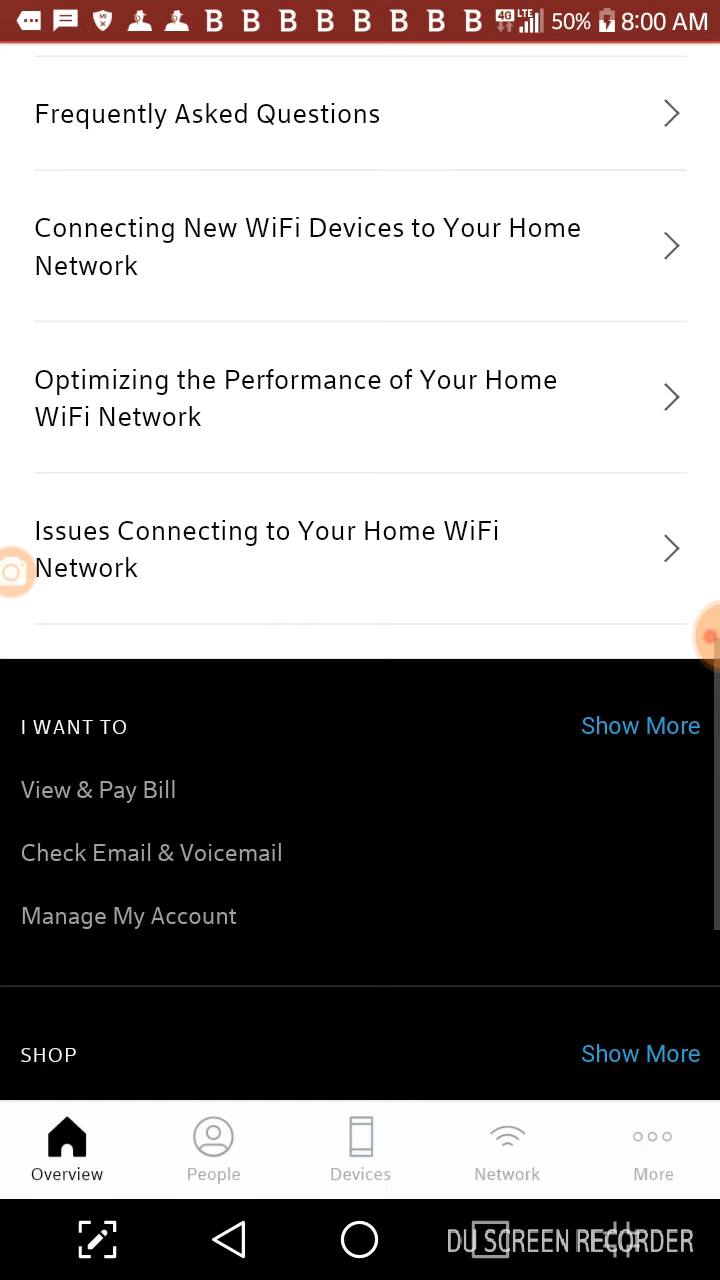 B B B B B B B B 4G LTE 50% 8:00 AM
Frequently Asked Questions
Connecting New WiFi Devices to Your Home
Network
Optimizing the Performance of Your Home
WiFi Network
Issues Connecting to Your Home WiFi
Network
I WANT TO Show More
View & Pay Bill
Check Email & Voicemail
Manage My Account
SHOP Show More
Overview People Devices Network More
DU SCREEN RECORDER